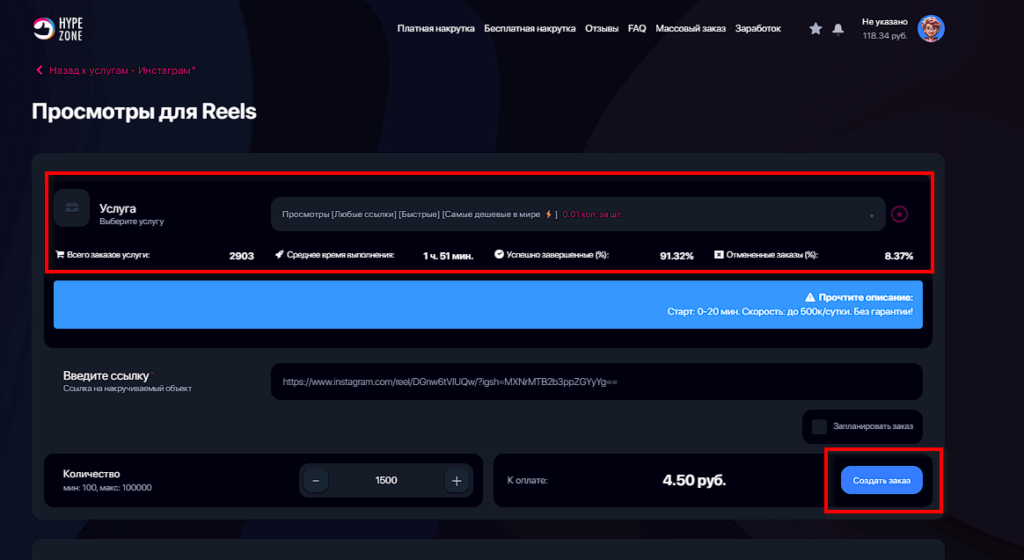 HYPE
ZONE
Платная накрутка Бесплатная накрутка Отзывы FAQ Массовый заказ Заработок
Не указано
118.34 руб.
Назад к услугам - Инстаграм*
Просмотры для Reels
Услуга
Выберите услугу
Просмотры [Любые ссылки] [Быстрые] [Самые дешевые в мире ⚡ ] 0.01 коп. за шт.
Всего заказов услуги: 2903 Среднее время выполнения: 1 ч. 51 мин. Успешно завершенные (%): 91.32% Отмененные заказы (%): 8.37%
Прочтите описание:
Старт: 0-20 мин. Скорость: до 500к/сутки. Без гарантии!
Введите ссылку
Ссылка на накручиваемый объект
https://www.instagram.com/reel/DGnw6tVlUQw/?igsh=MXNrMTB2b3ppZGYyYg==
Запланировать заказ
Количество
мин: 100, макс: 100000
− 1500 +
К оплате: 4.50 руб.
Создать заказ